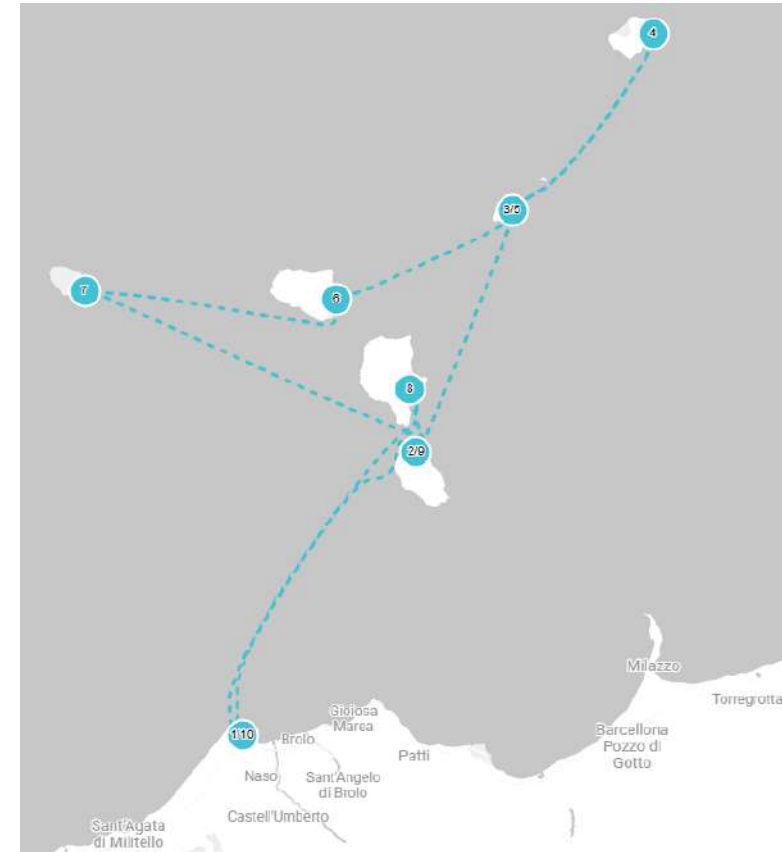 4
3/5
7
6
8
2/9
Milazzo
Torregrotta
Gioiosa
Marea
1/10
Brolo
Barcellona
Pozzo di
Gotto
Patti
Naso
Sant'Angelo
di Brolo
Castell'Umberto
Sant'Agata
di Militello